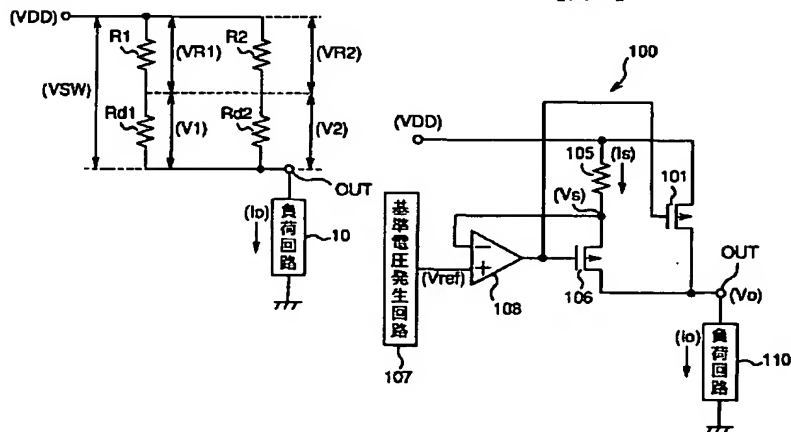 (VDD)
R1
(VR1)
R2
(VR2)
(VSW)
Rd1
(V1)
Rd2
(V2)
OUT
(Io)
負荷回路
10
100
(VDD)
105
(Is)
101
(Vs)
基準電圧発生回路
(Vref)
108
106
107
OUT
(Vo)
(Io)
負荷回路
110